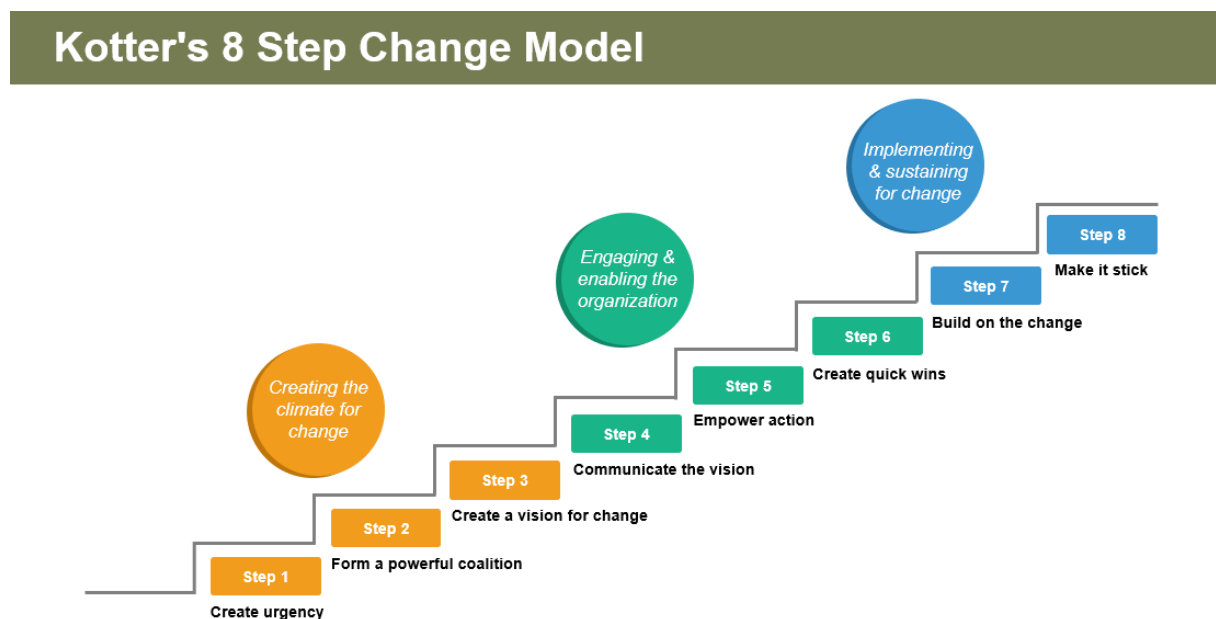 Kotter's 8 Step Change Model
Creating the
climate for
change
Engaging &
enabling the
organization
Implementing
& sustaining
for change
Step 1
Create urgency
Step 2
Form a powerful coalition
Step 3
Create a vision for change
Step 4
Communicate the vision
Step 5
Empower action
Step 6
Create quick wins
Step 7
Build on the change
Step 8
Make it stick